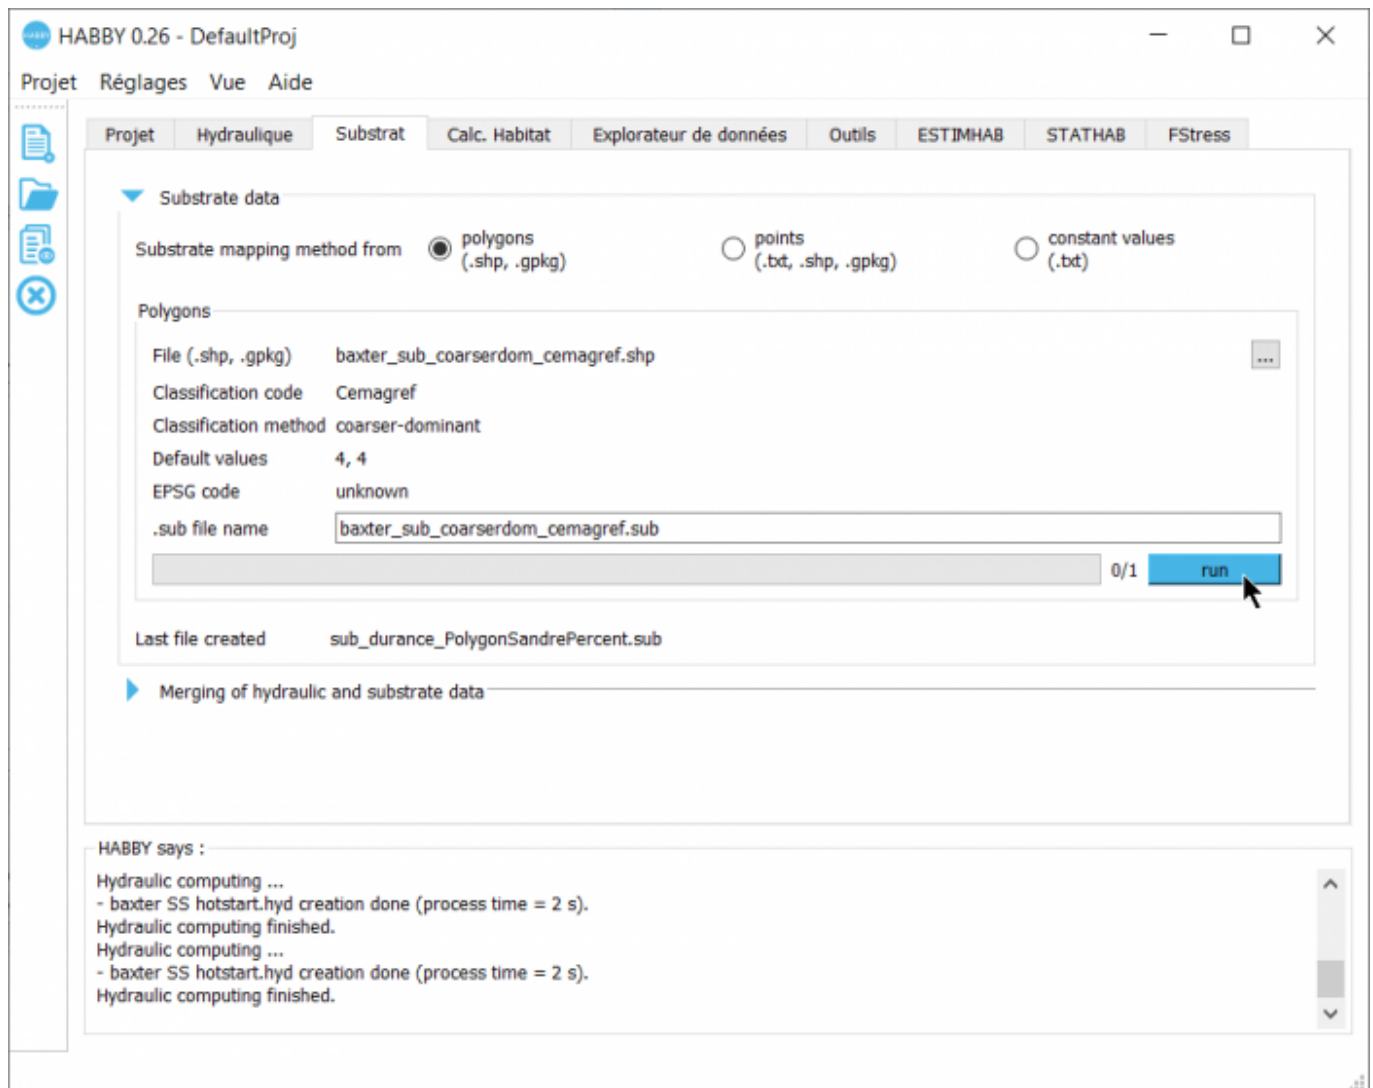 HABBY 0.26 - DefaultProj
Projet Réglages Vue Aide
Projet Hydraulique Substrat Calc. Habitat Explorateur de données Outils ESTIMHAB STATHAB FStress
Substrate data
Substrate mapping method from
polygons
(.shp, .gpkg)
points
(.txt, .shp, .gpkg)
constant values
(.txt)
Polygons
File (.shp, .gpkg) baxter_sub_coarserdom_cemagref.shp ...
Classification code Cemagref
Classification method coarser-dominant
Default values 4, 4
EPSG code unknown
.sub file name baxter_sub_coarserdom_cemagref.sub
0/1 run
Last file created sub_durance_PolygonSandrePercent.sub
Merging of hydraulic and substrate data
HABBY says :
Hydraulic computing ...
- baxter SS hotstart.hyd creation done (process time = 2 s).
Hydraulic computing finished.
Hydraulic computing ...
- baxter SS hotstart.hyd creation done (process time = 2 s).
Hydraulic computing finished.